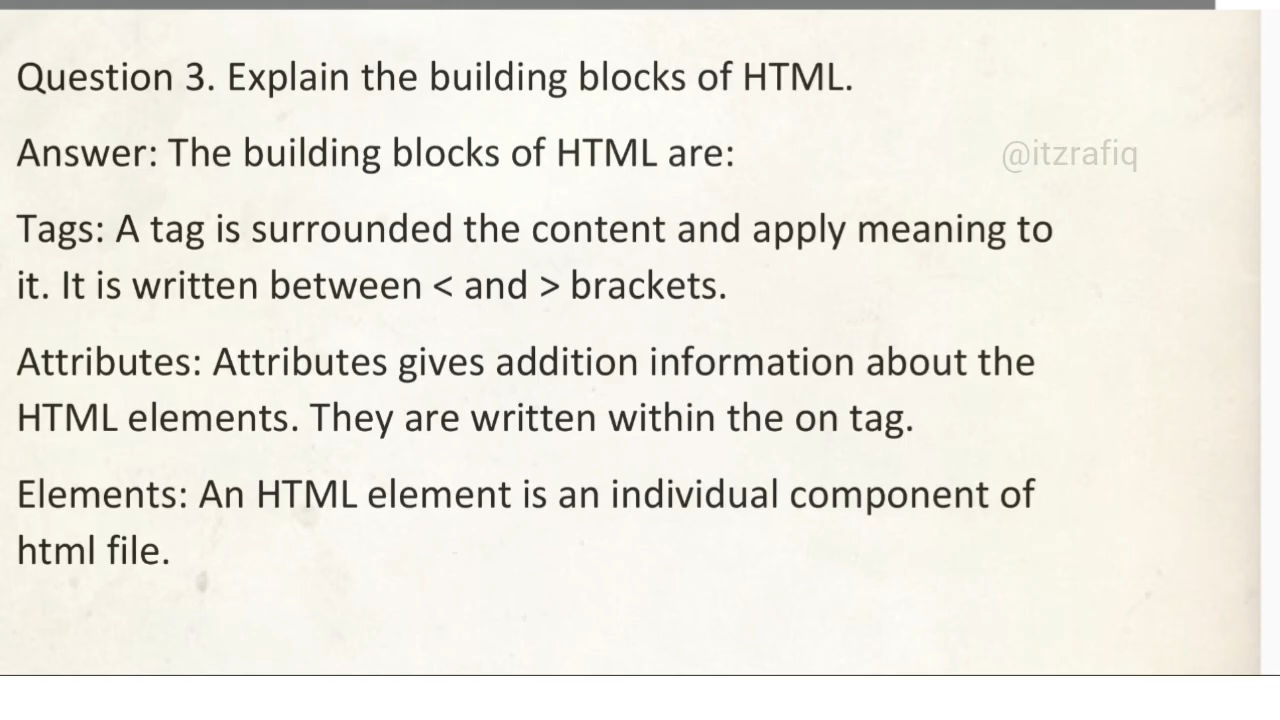 Question 3. Explain the building blocks of HTML.
Answer: The building blocks of HTML are:
@itzrafiq
Tags: A tag is surrounded the content and apply meaning to
it. It is written between < and > brackets.
Attributes: Attributes gives addition information about the
HTML elements. They are written within the on tag.
Elements: An HTML element is an individual component of
html file.